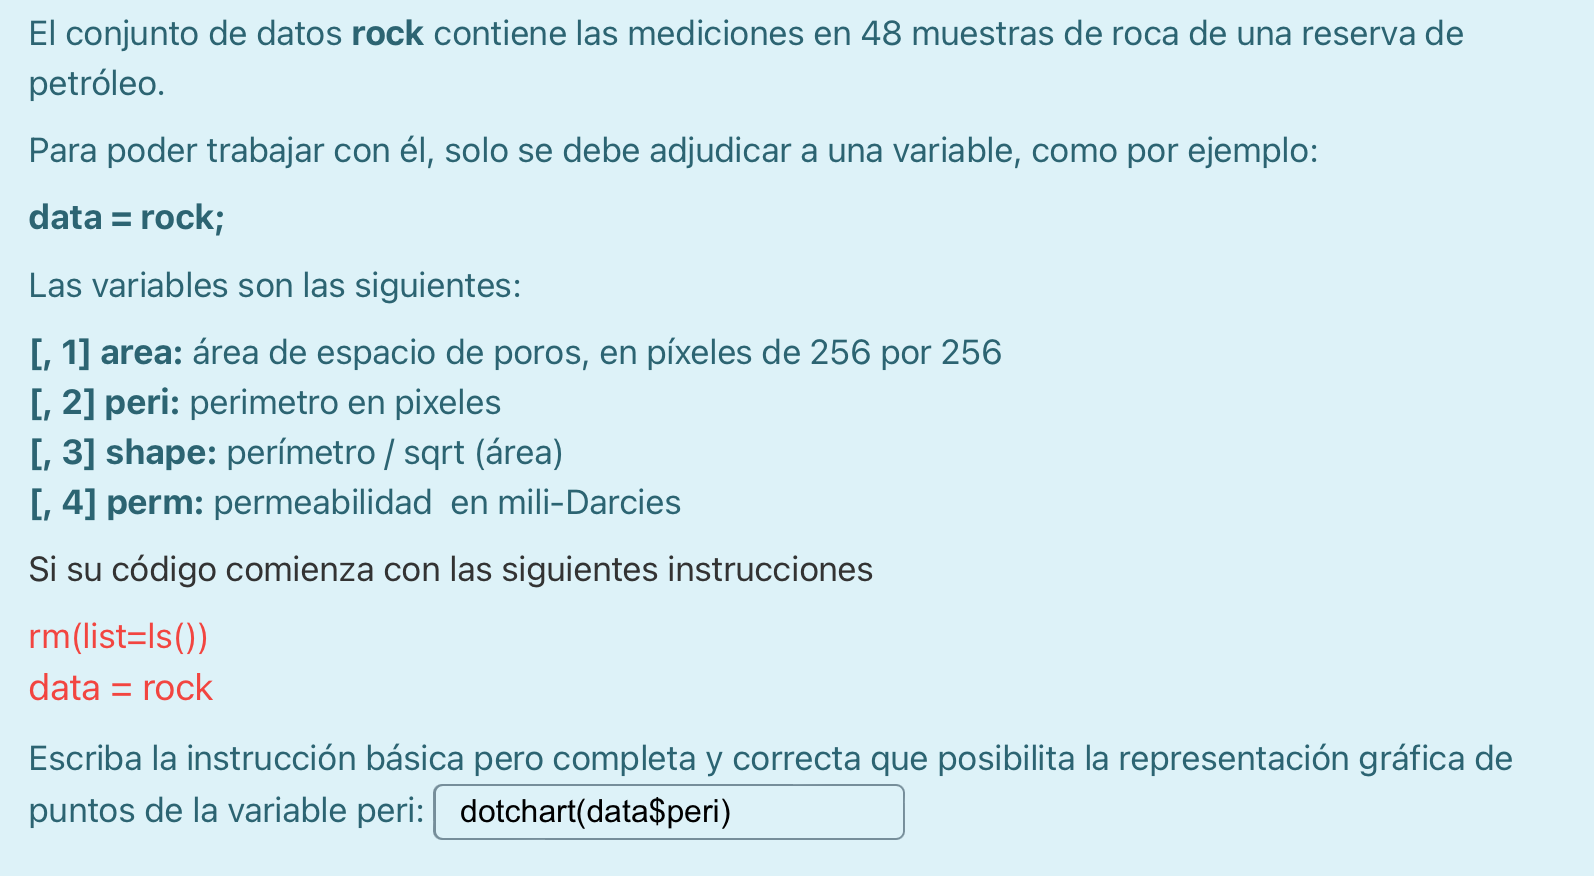 El conjunto de datos rock contiene las mediciones en 48 muestras de roca de una reserva de
petróleo.
Para poder trabajar con él, solo se debe adjudicar a una variable, como por ejemplo:
data = rock;
Las variables son las siguientes:
[, 1] area: área de espacio de poros, en píxeles de 256 por 256
[, 2] peri: perimetro en pixeles
[, 3] shape: perímetro / sqrt (área)
[, 4] perm: permeabilidad  en mili-Darcies
Si su código comienza con las siguientes instrucciones
rm(list=ls())
data = rock
Escriba la instrucción básica pero completa y correcta que posibilita la representación gráfica de
puntos de la variable peri: dotchart(data$peri)